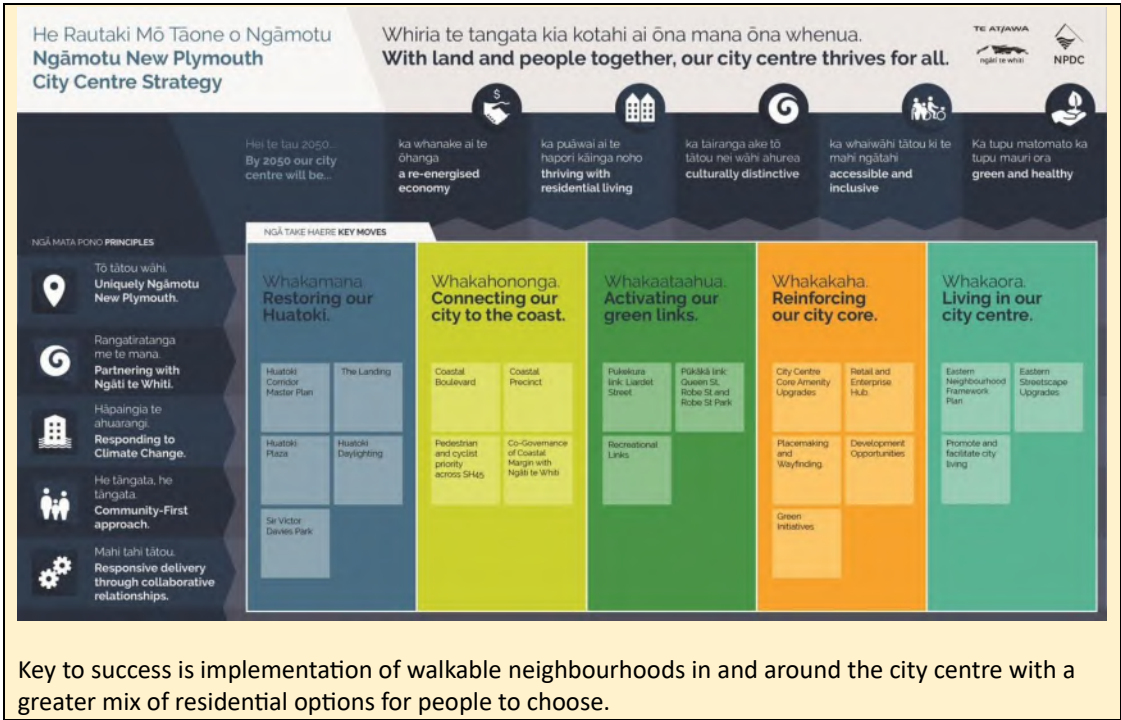 He Rautaki Mō Tāone o Ngāmotu
Ngāmotu New Plymouth
City Centre Strategy
Whiria te tangata kia kotahi ai ōna mana ōna whenua.
With land and people together, our city centre thrives for all.
TE ATIAWA
ngāti te whiti
NPDC
Hei te tau 2050...
By 2050 our city
centre will be...
$
ka whanake ai te
ōhanga
a re-energised
economy
ka puāwai ai te
hapori kāinga noho
thriving with
residential living
ka tairanga ake tō
tātou nei wāhi ahurea
culturally distinctive
ka whaiwāhi tātou ki te
mahi ngātahi
accessible and
inclusive
Ka tupu matomato ka
tupu mauri ora
green and healthy
NGĀ MATA PONO PRINCIPLES
Tō tātou wāhi.
Uniquely Ngāmotu
New Plymouth.
Rangatiratanga
me te mana.
Partnering with
Ngāti te Whiti.
Hāpaingia te
ahuarangi.
Responding to
Climate Change.
He tāngata, he
tāngata.
Community-First
approach.
Mahi tahi tātou.
Responsive delivery
through collaborative
relationships.
NGĀ TAKE HAERE KEY MOVES
Whakamana.
Restoring our
Huatoki.
Huatoki
Corridor
Master Plan
The Landing
Huatoki
Plaza
Huatoki
Daylighting
Sir Victor
Davies Park
Whakahononga.
Connecting our
city to the coast.
Coastal
Boulevard
Coastal
Precinct
Pedestrian
and cyclist
priority
across SH45
Co-Governance
of Coastal
Margin with
Ngāti te Whiti
Whakaataahua.
Activating our
green links.
Pukekura
link: Liardet
Street
Pūkākā link:
Queen St,
Robe St and
Robe St Park
Recreational
Links
Whakakaha.
Reinforcing
our city core.
City Centre
Core Amenity
Upgrades
Retail and
Enterprise
Hub.
Placemaking
and
Wayfinding
Development
Opportunities
Green
Initiatives
Whakaora.
Living in our
city centre.
Eastern
Neighbourhood
Framework
Plan
Eastern
Streetscape
Upgrades
Promote and
facilitate city
living
Key to success is implementation of walkable neighbourhoods in and around the city centre with a
greater mix of residential options for people to choose.